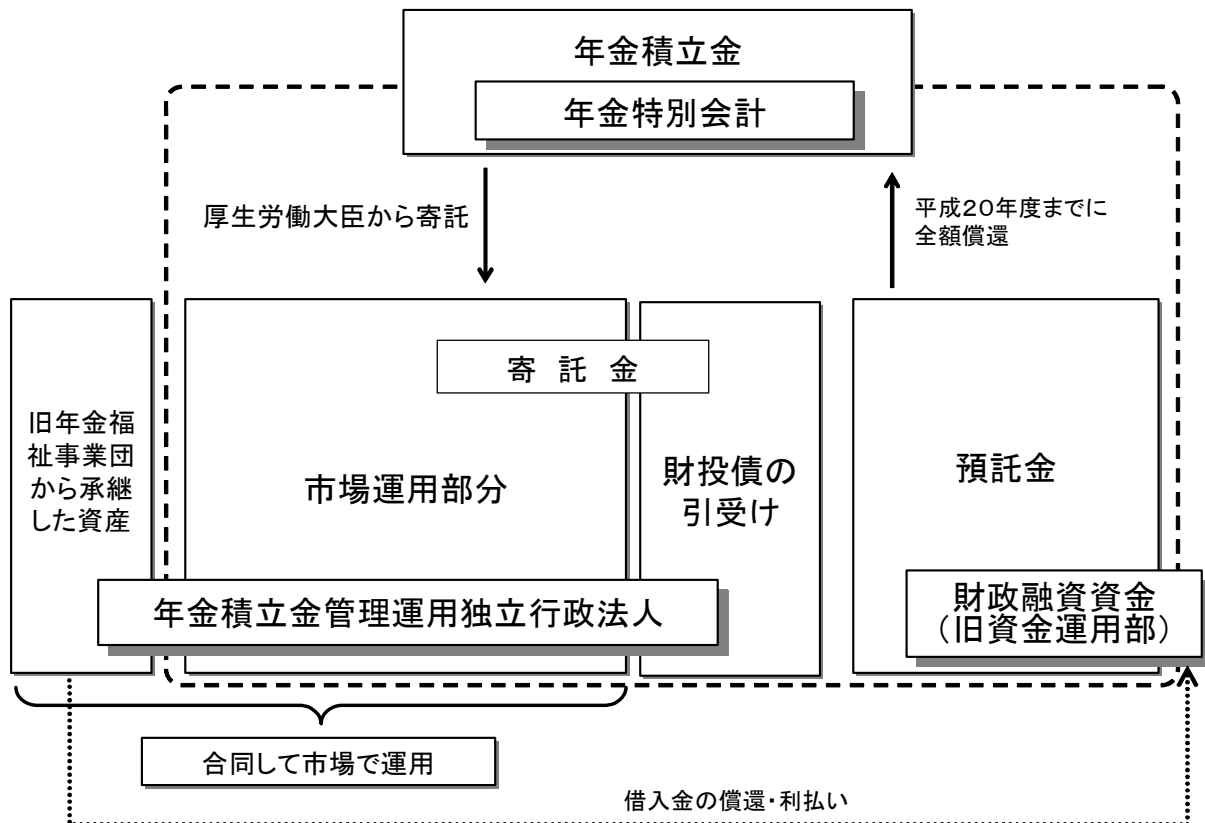 年金積立金
年金特別会計
厚生労働大臣から寄託
平成20年度までに
全額償還
寄 託 金
旧年金福
祉事業団
から承継
した資産
市場運用部分
財投債の
引受け
預託金
年金積立金管理運用独立行政法人
財政融資資金
（旧資金運用部）
合同して市場で運用
借入金の償還・利払い